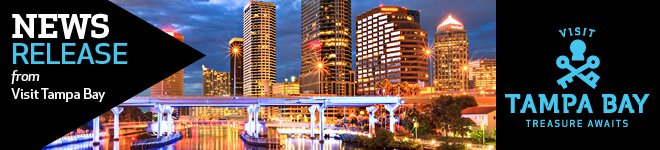 NEWS
RELEASE
from
Visit Tampa Bay
VISIT
TAMPA BAY
TREASURE AWAITS